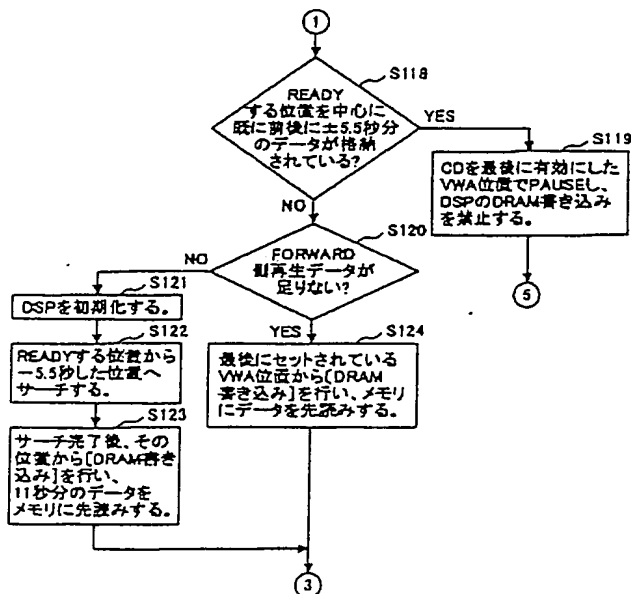 1
S118
READY
する位置を中心に
既に前後に±5.5秒分
のデータが格納
されている?
YES
S119
CDを最後に有効にした
VWA位置でPAUSEし、
DSPのDRAM書き込み
を禁止する。
5
NO
S120
FORWARD
側再生データが
足りない?
NO
S121
DSPを初期化する。
S122
READYする位置から
−5.5秒した位置へ
サーチする。
S123
サーチ完了後、その
位置から[DRAM書き込
み]を行い、
11秒分のデータを
メモリに先読みする。
YES
S124
最後にセットされている
VWA位置から[DRAM
書き込み]を行い、メモリ
にデータを先読みする。
3